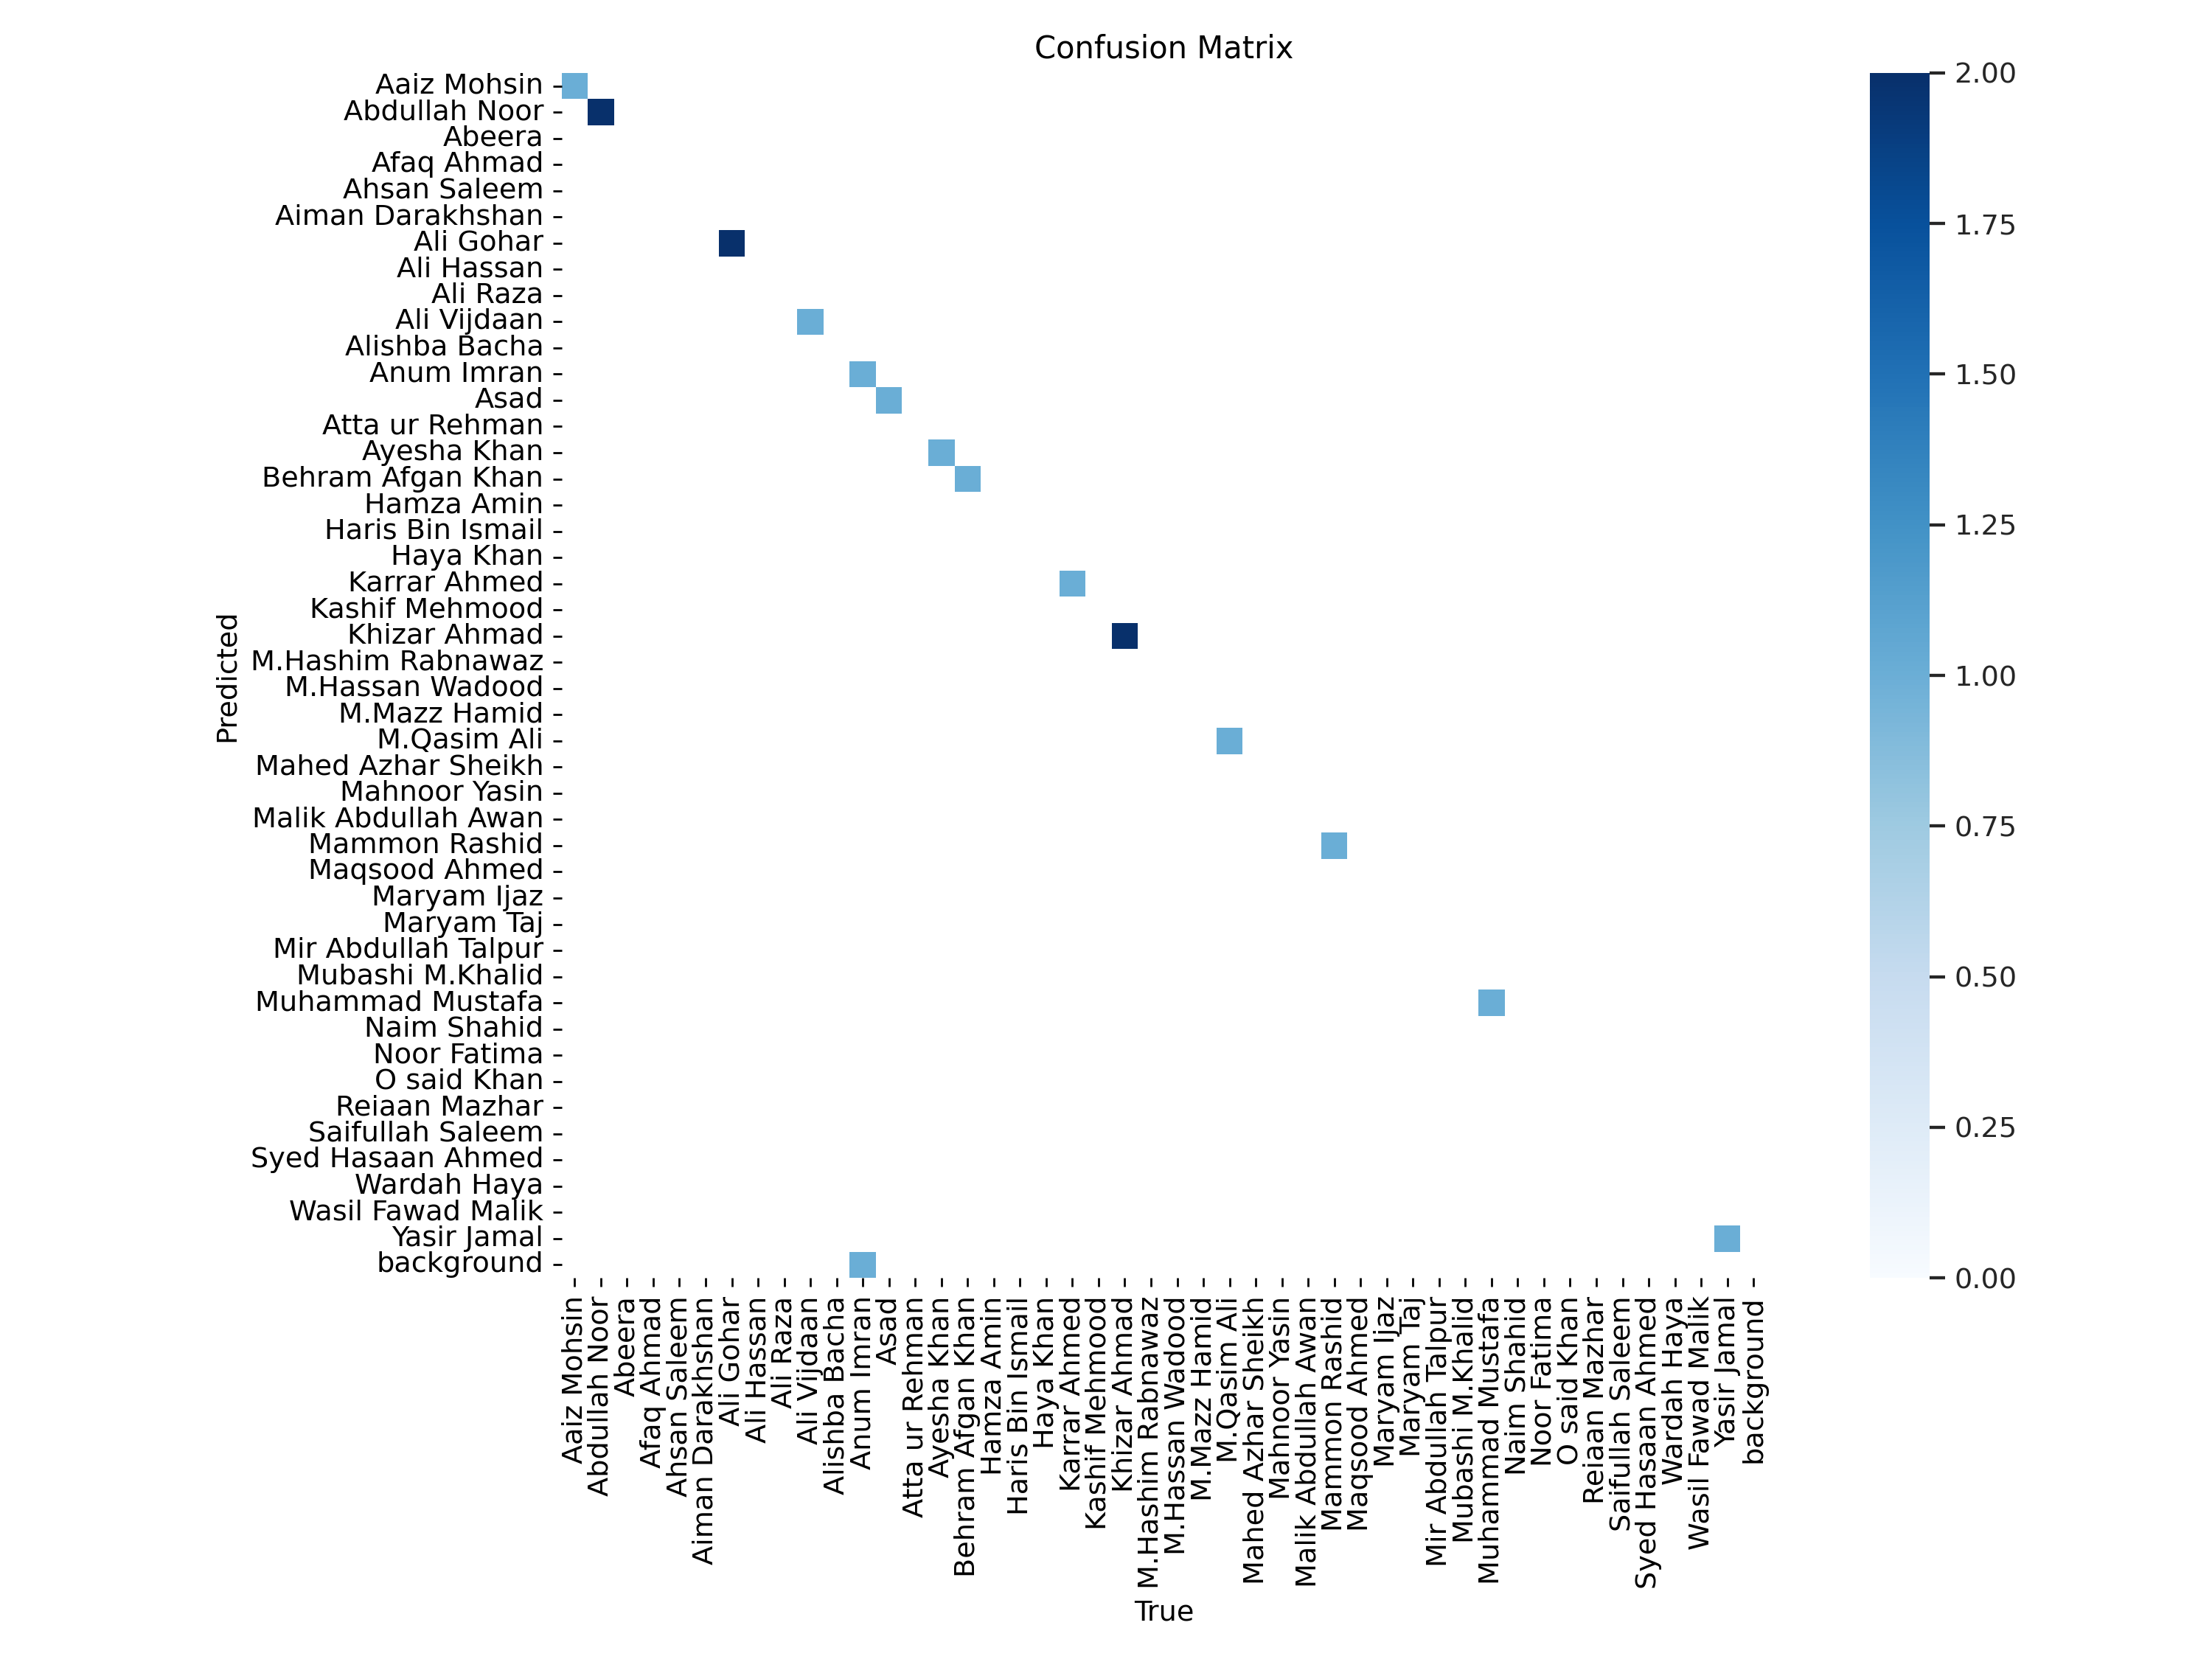 Confusion Matrix
Predicted
Aaiz Mohsin
Abdullah Noor
Abeera
Afaq Ahmad
Ahsan Saleem
Aiman Darakhshan
Ali Gohar
Ali Hassan
Ali Raza
Ali Vijdaan
Alishba Bacha
Anum Imran
Asad
Atta ur Rehman
Ayesha Khan
Behram Afgan Khan
Hamza Amin
Haris Bin Ismail
Haya Khan
Karrar Ahmed
Kashif Mehmood
Khizar Ahmad
M.Hashim Rabnawaz
M.Hassan Wadood
M.Mazz Hamid
M.Qasim Ali
Mahed Azhar Sheikh
Mahnoor Yasin
Malik Abdullah Awan
Mammon Rashid
Maqsood Ahmed
Maryam Ijaz
Maryam Taj
Mir Abdullah Talpur
Mubashi M.Khalid
Muhammad Mustafa
Naim Shahid
Noor Fatima
O said Khan
Reiaan Mazhar
Saifullah Saleem
Syed Hasaan Ahmed
Wardah Haya
Wasil Fawad Malik
Yasir Jamal
background
Aaiz Mohsin
Abdullah Noor
Abeera
Afaq Ahmad
Ahsan Saleem
Aiman Darakhshan
Ali Gohar
Ali Hassan
Ali Raza
Ali Vijdaan
Alishba Bacha
Anum Imran
Asad
Atta ur Rehman
Ayesha Khan
Behram Afgan Khan
Hamza Amin
Haris Bin Ismail
Haya Khan
Karrar Ahmed
Kashif Mehmood
Khizar Ahmad
M.Hashim Rabnawaz
M.Hassan Wadood
M.Mazz Hamid
M.Qasim Ali
Mahed Azhar Sheikh
Mahnoor Yasin
Malik Abdullah Awan
Mammon Rashid
Maqsood Ahmed
Maryam Ijaz
Maryam Taj
Mir Abdullah Talpur
Mubashi M.Khalid
Muhammad Mustafa
Naim Shahid
Noor Fatima
O said Khan
Reiaan Mazhar
Saifullah Saleem
Syed Hasaan Ahmed
Wardah Haya
Wasil Fawad Malik
Yasir Jamal
background
True
2.00
1.75
1.50
1.25
1.00
0.75
0.50
0.25
0.00